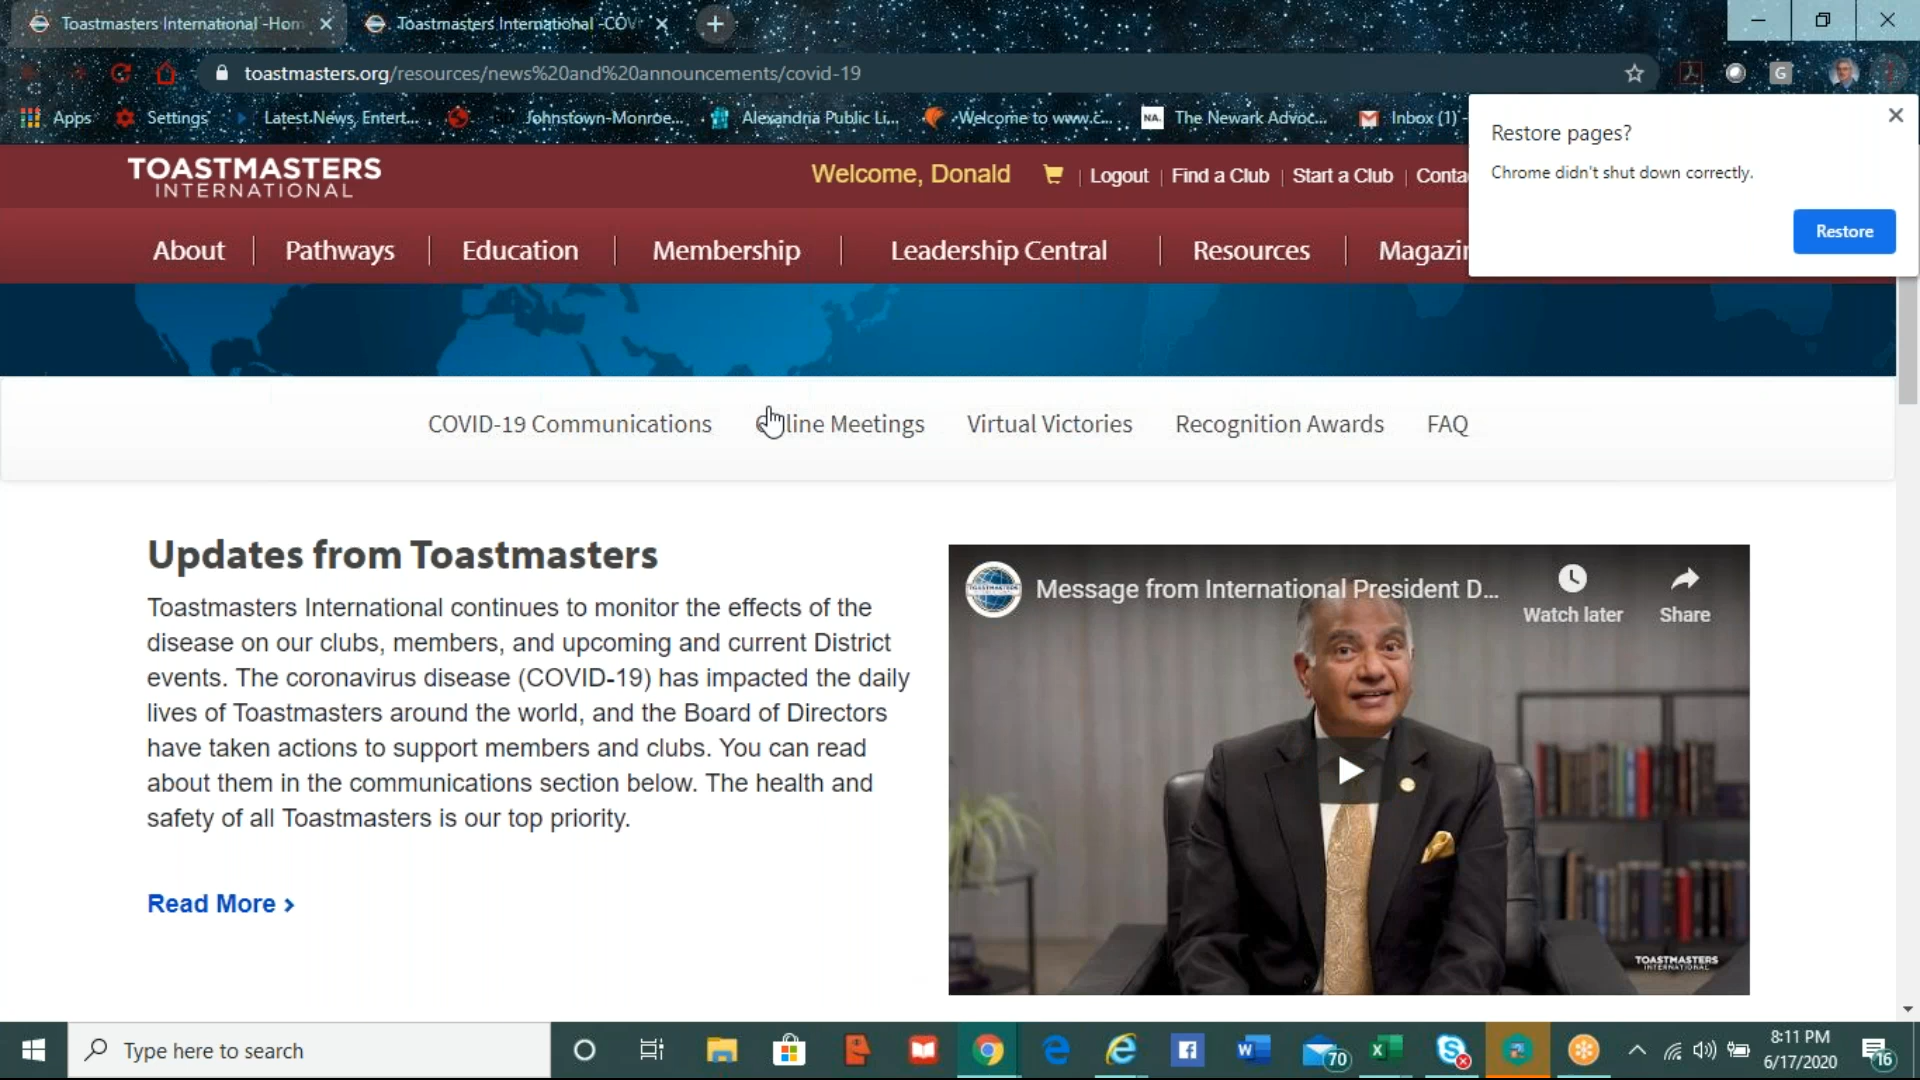 Toastmasters International -Hom
Toastmasters International -COV
toastmasters.org/resources/news%20and%20announcements/covid-19
Apps
Settings
Latest News, Entert...
Johnstown-Monroe...
Alexandria Public Li...
Welcome to www.c...
NA.
The Newark Advoc...
Inbox (1) -
G
Restore pages?
Chrome didn't shut down correctly.
Restore
TOASTMASTERS
INTERNATIONAL
Welcome, Donald
Logout | Find a Club | Start a Club | Conta
About
Pathways
Education
Membership
Leadership Central
Resources
Magazin
COVID-19 Communications
Meetings
Virtual Victories
Recognition Awards
FAQ
Updates from Toastmasters
Toastmasters International continues to monitor the effects of the
disease on our clubs, members, and upcoming and current District
events. The coronavirus disease (COVID-19) has impacted the daily
lives of Toastmasters around the world, and the Board of Directors
have taken actions to support members and clubs. You can read
about them in the communications section below. The health and
safety of all Toastmasters is our top priority.
Read More ›
Message from International President D...
Watch later
Share
TOASTMASTERS
INTERNATIONAL
Type here to search
70
8:11 PM
6/17/2020
16